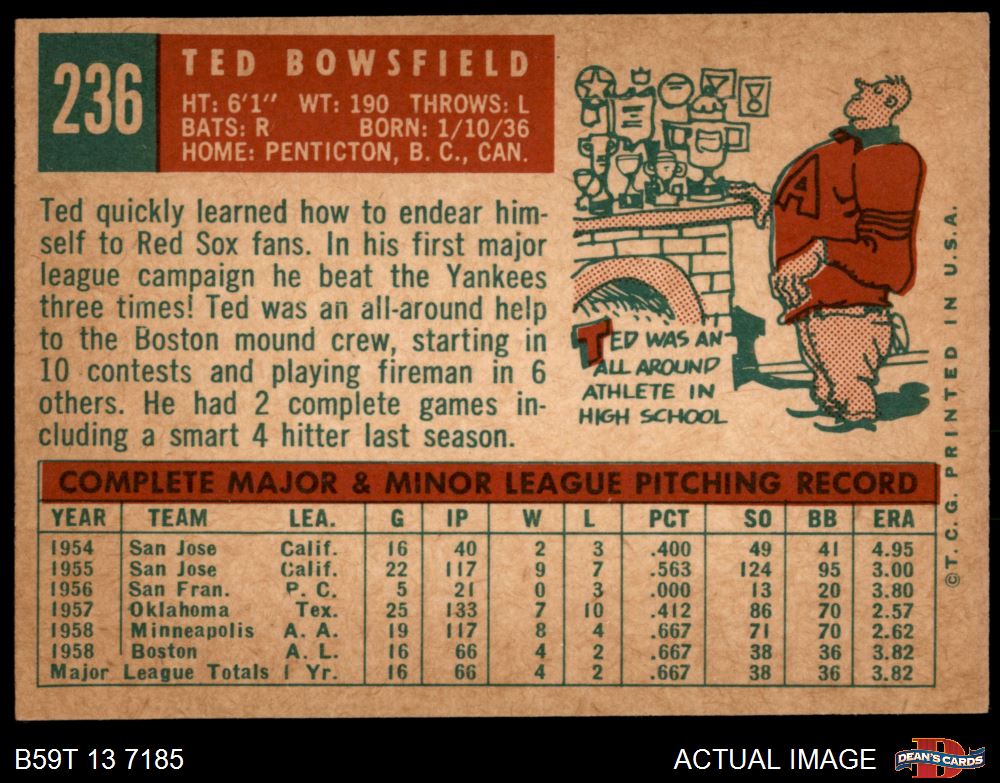 236
TED BOWSFIELD
HT: 6'1" WT: 190 THROWS: L
BATS: R BORN: 1/10/36
HOME: PENTICTON, B. C., CAN.
Ted quickly learned how to endear him-
self to Red Sox fans. In his first major
league campaign he beat the Yankees
three times! Ted was an all-around help
to the Boston mound crew, starting in
10 contests and playing fireman in 6
others. He had 2 complete games in-
cluding a smart 4 hitter last season.
A
TED WAS AN
ALL AROUND
ATHLETE IN
HIGH SCHOOL
©T. C. G. PRINTED IN U.S.A.
COMPLETE MAJOR & MINOR LEAGUE PITCHING RECORD
YEAR TEAM LEA. G IP W L PCT SO BB ERA
1954 San Jose Calif. 16 40 2 3 .400 49 41 4.95
1955 San Jose Calif. 22 117 9 7 .563 124 95 3.00
1956 San Fran. P. C. 5 21 0 3 .000 13 20 3.80
1957 Oklahoma Tex. 25 133 7 10 .412 86 70 2.57
1958 Minneapolis A. A. 19 117 8 4 .667 71 70 2.62
1958 Boston A. L. 16 66 4 2 .667 38 36 3.82
Major League Totals 1 Yr. 16 66 4 2 .667 38 36 3.82
B59T 13 7185
ACTUAL IMAGE
D
DEAN'S CARDS